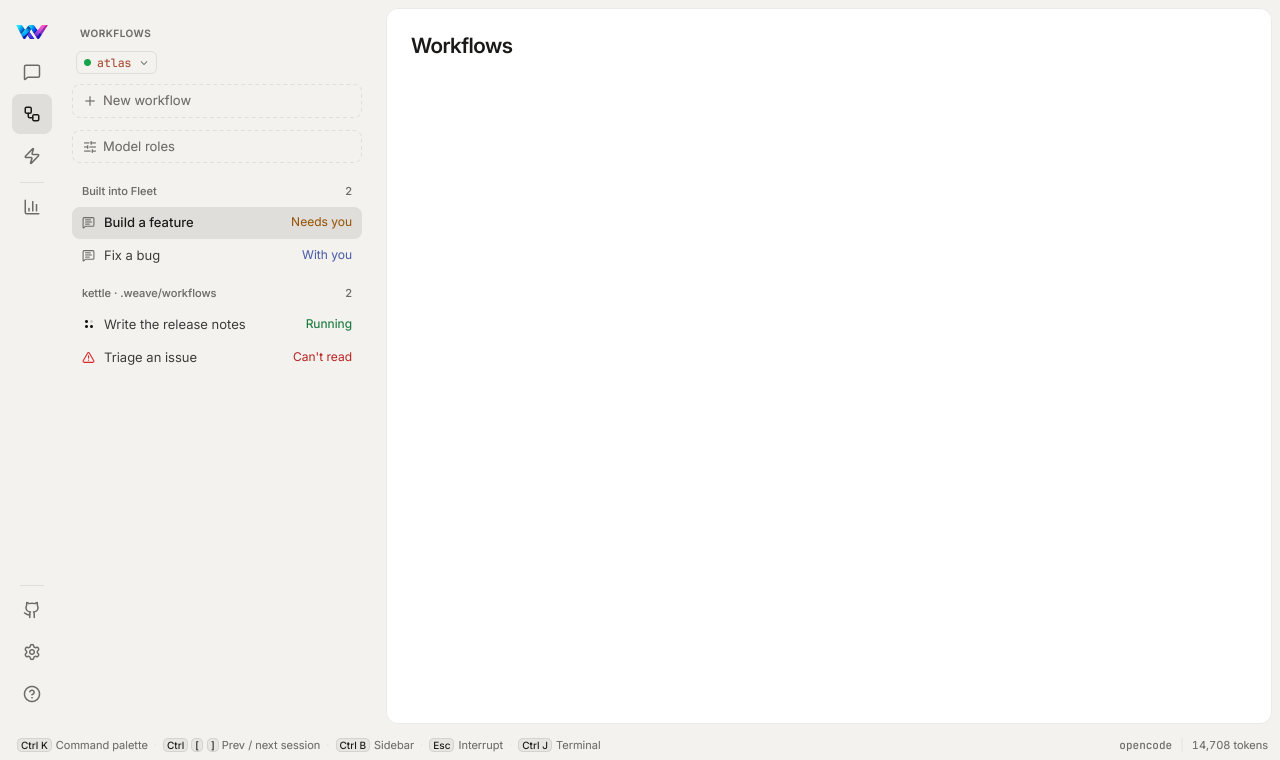 WORKFLOWS
atlas
New workflow
Model roles
Built into Fleet 2
Build a feature Needs you
Fix a bug With you
kettle · .weave/workflows 2
Write the release notes Running
Triage an issue Can't read
Workflows
Ctrl K Command palette Ctrl [ ] Prev / next session Ctrl B Sidebar Esc Interrupt Ctrl J Terminal opencode 14,708 tokens